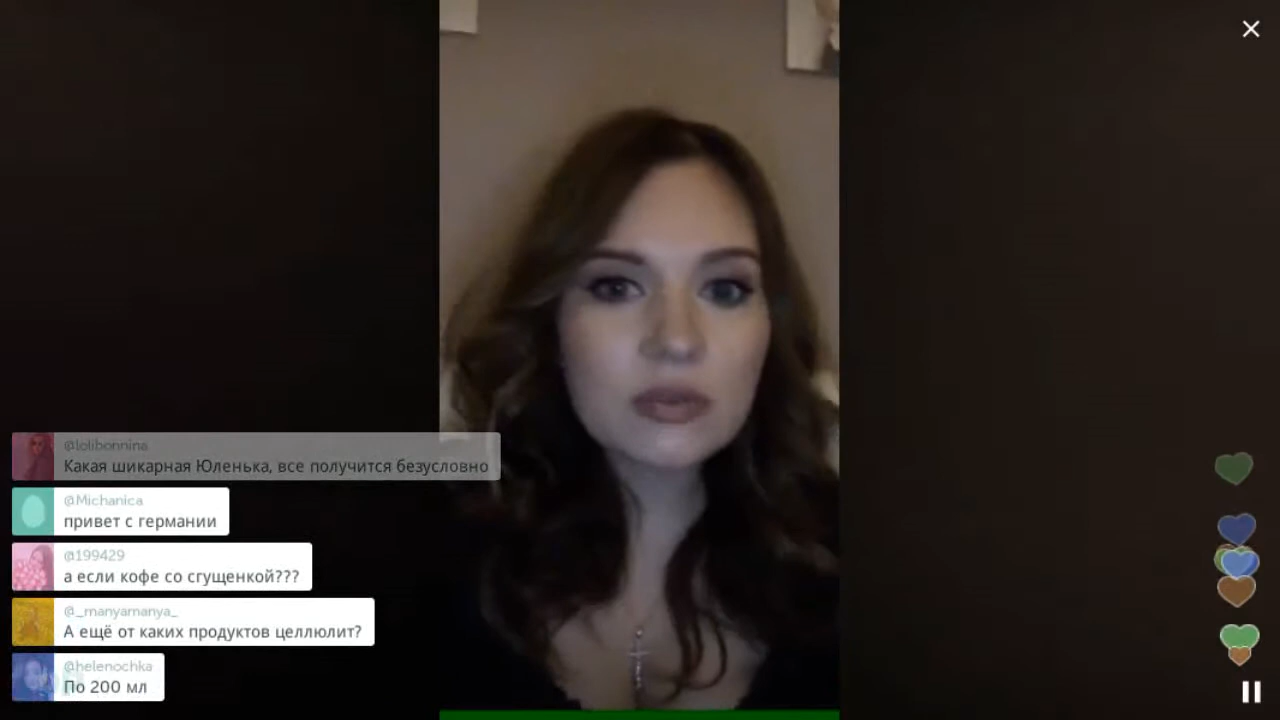 @lolibonnina
Какая шикарная Юленька, все получится безусловно
@Michanica
привет с германии
@199429
а если кофе со сгущенкой???
@_manyamanya_
А ещё от каких продуктов целлюлит?
@helenochka
По 200 мл